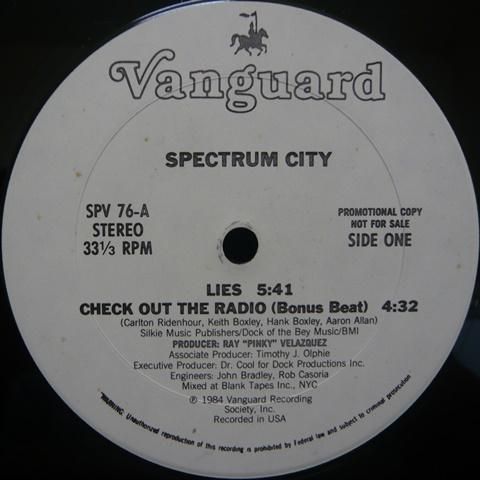 Vanguard
SPECTRUM CITY
SPV 76-A
STEREO
33⅓ RPM
PROMOTIONAL COPY
NOT FOR SALE
SIDE ONE
LIES 5:41
CHECK OUT THE RADIO (Bonus Beat) 4:32
(Carlton Ridenhour, Keith Boxley, Hank Boxley, Aaron Allan)
Silkie Music Publishers/Dock of the Bey Music/BMI
PRODUCER: RAY "PINKY" VELAZQUEZ
Associate Producer: Timothy J. Olphie
Executive Producer: Dr. Cool for Dock Productions Inc.
Engineers: John Bradley, Rob Casoria
Mixed at Blank Tapes Inc., NYC
℗ 1984 Vanguard Recording
Society, Inc.
Recorded in USA
"WARNING: Unauthorized reproduction of this recording is prohibited by Federal law and subject to criminal prosecution